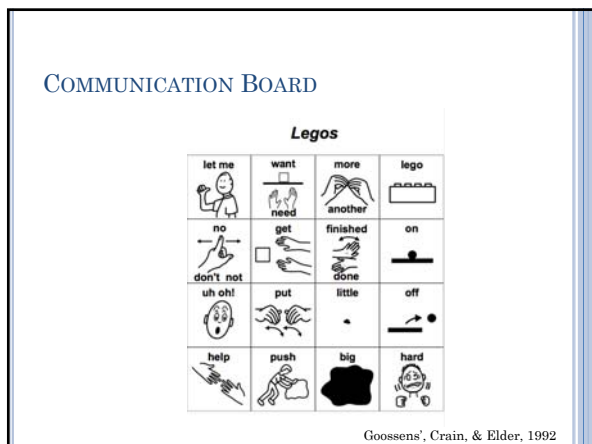 COMMUNICATION BOARD
Legos
let me want more lego
need another
no get finished on
don't not done
uh oh! put little off
help push big hard
Goossens', Crain, & Elder, 1992